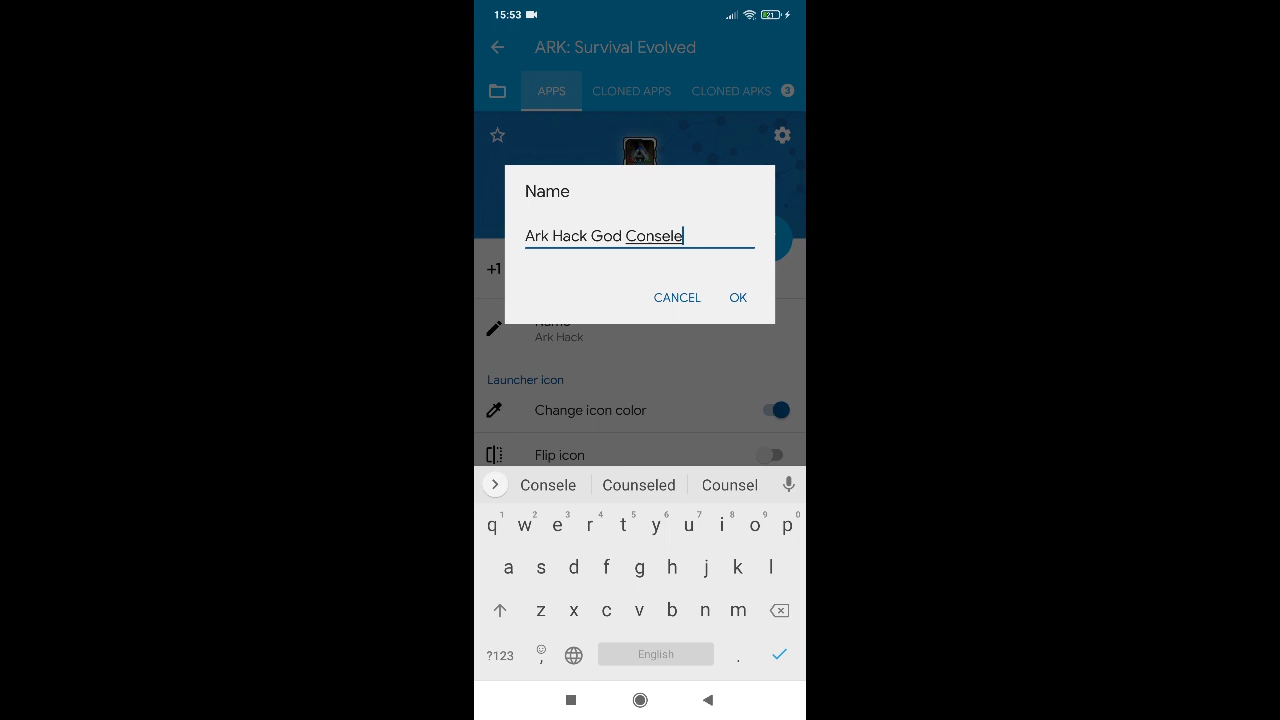 15:53 21
ARK: Survival Evolved
APPS CLONED APPS CLONED APKS 3
Name
Ark Hack God Consele
+1
CANCEL OK
Name
Ark Hack
Launcher icon
Change icon color
Flip icon
Consele Counseled Counsel
1 2 3 4 5 6 7 8 9 0
q w e r t y u i o p
a s d f g h j k l
z x c v b n m
?123 , English .